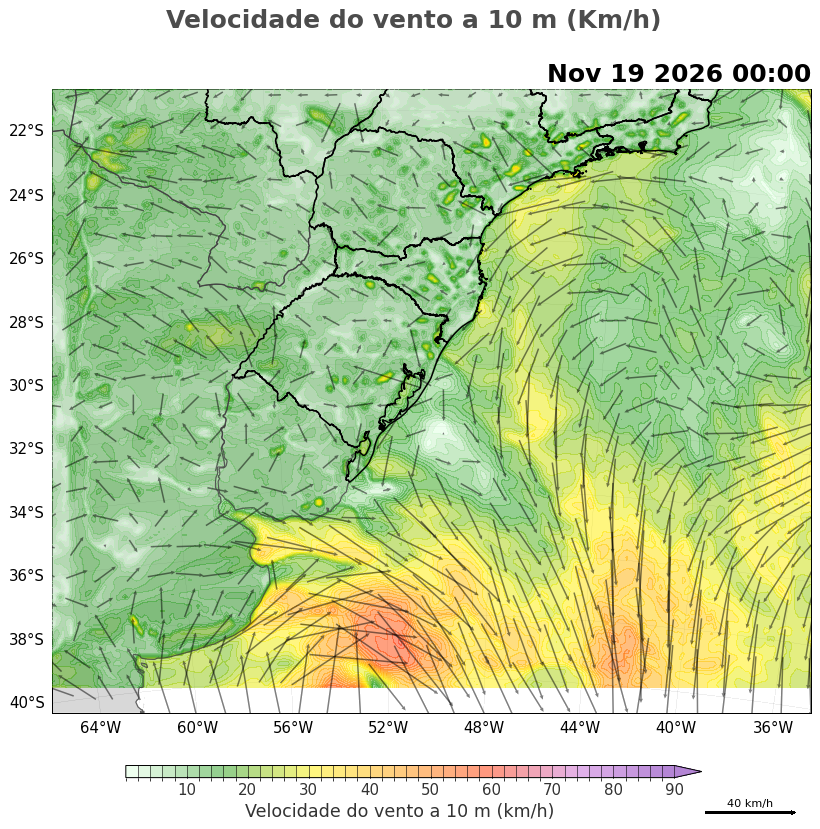 Velocidade do vento a 10 m (Km/h)
Nov 19 2026 00:00
22°S
24°S
26°S
28°S
30°S
32°S
34°S
36°S
38°S
40°S
64°W 60°W 56°W 52°W 48°W 44°W 40°W 36°W
10 20 30 40 50 60 70 80 90
Velocidade do vento a 10 m (km/h)
40 km/h